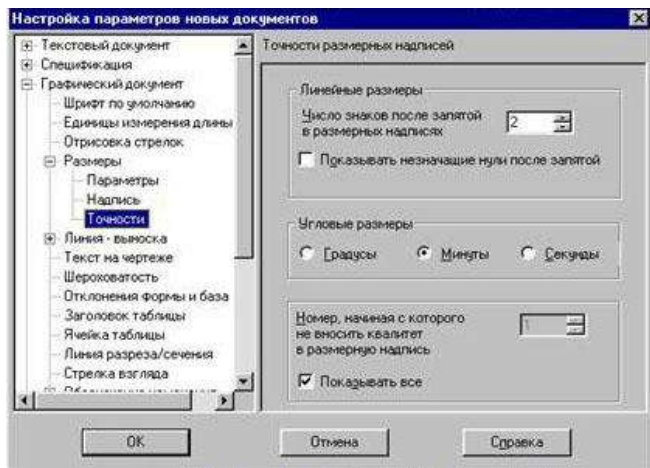 Настройка параметров новых документов
Текстовый документ
Спецификация
Графический документ
Шрифт по умолчанию
Единицы измерения длины
Отрисовка стрелок
Размеры
Параметры
Надпись
Точности
Линия - выноска
Текст на чертеже
Шероховатость
Отклонения формы и база
Заголовок таблицы
Ячейка таблицы
Линия разреза/сечения
Стрелка взгляда
Точности размерных надписей
Линейные размеры
Число знаков после запятой
в размерных надписях
2
Показывать незначащие нули после запятой
Угловые размеры
Градусы
Минуты
Секунды
Номер, начиная с которого
не вносить квалитет
в размерную надпись
1
Показывать все
OK
Отмена
Справка